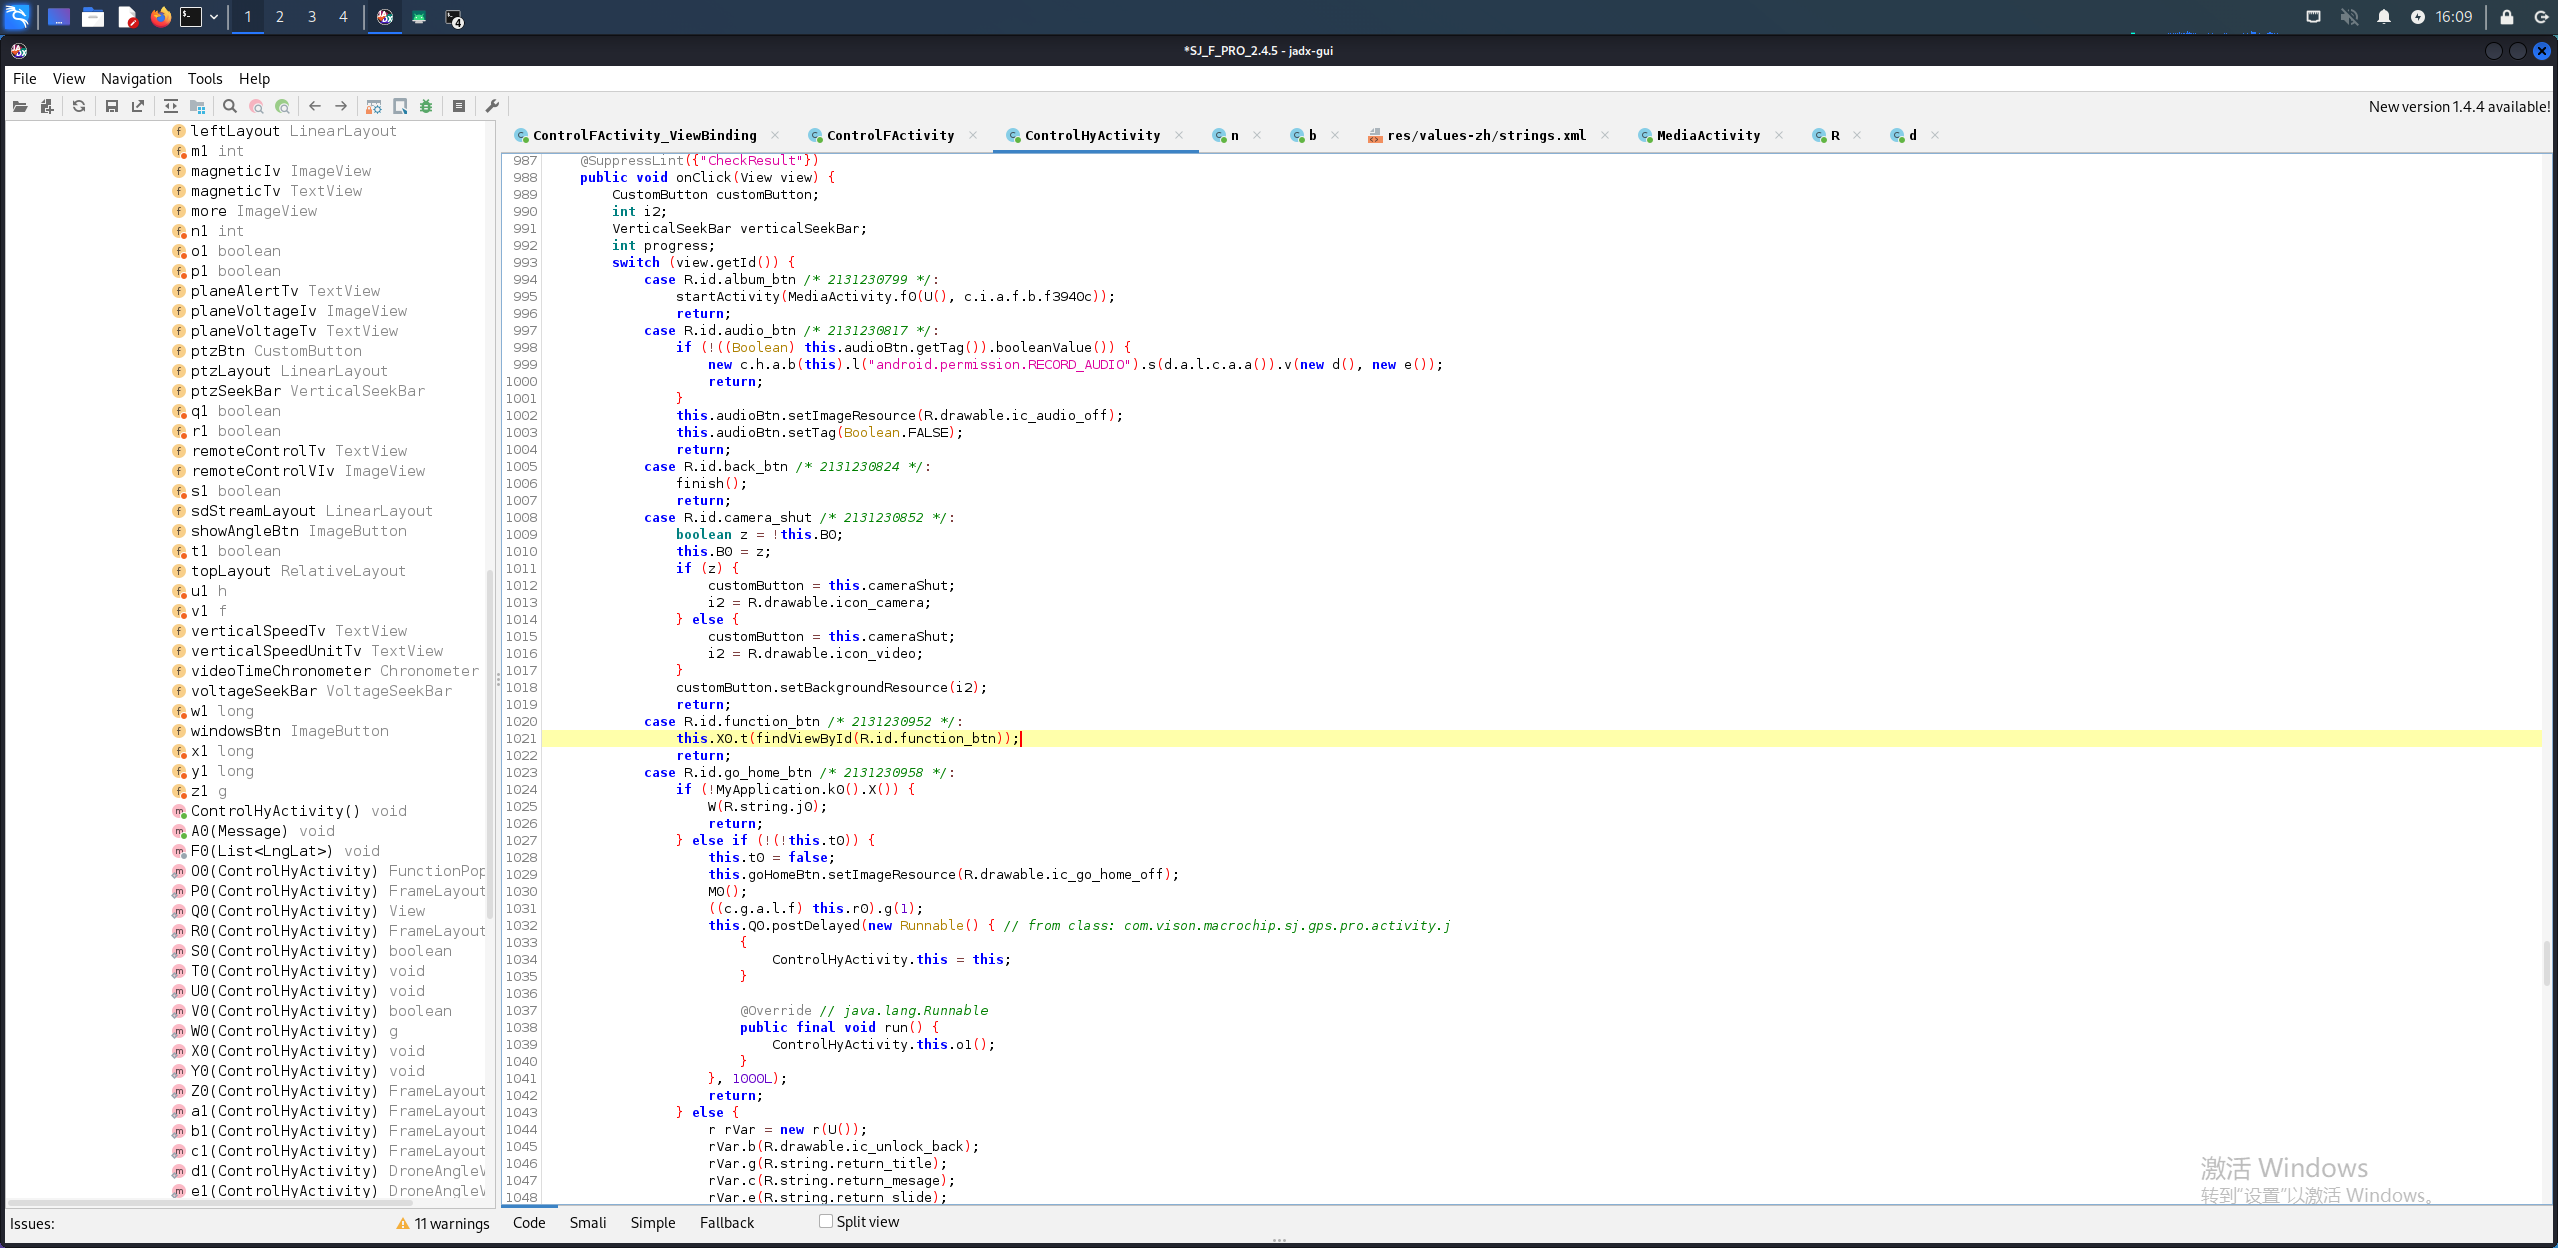 1 2 3 4
16:09
*SJ_F_PRO_2.4.5 - jadx-gui
File View Navigation Tools Help
New version 1.4.4 available!
ControlFActivity_ViewBinding ControlFActivity ControlHyActivity n b res/values-zh/strings.xml MediaActivity R d
leftLayout LinearLayout
m1 int
magneticIv ImageView
magneticTv TextView
more ImageView
n1 int
o1 boolean
p1 boolean
planeAlertTv TextView
planeVoltageIv ImageView
planeVoltageTv TextView
ptzBtn CustomButton
ptzLayout LinearLayout
ptzSeekBar VerticalSeekBar
q1 boolean
r1 boolean
remoteControlTv TextView
remoteControlVIv ImageView
s1 boolean
sdStreamLayout LinearLayout
showAngleBtn ImageButton
t1 boolean
topLayout RelativeLayout
u1 h
v1 f
verticalSpeedTv TextView
verticalSpeedUnitTv TextView
videoTimeChronometer Chronometer
voltageSeekBar VoltageSeekBar
w1 long
windowsBtn ImageButton
x1 long
y1 long
z1 g
ControlHyActivity() void
A0(Message) void
F0(List<LngLat>) void
O0(ControlHyActivity) FunctionPop
P0(ControlHyActivity) FrameLayout
Q0(ControlHyActivity) View
R0(ControlHyActivity) FrameLayout
S0(ControlHyActivity) boolean
T0(ControlHyActivity) void
U0(ControlHyActivity) void
V0(ControlHyActivity) boolean
W0(ControlHyActivity) g
X0(ControlHyActivity) void
Y0(ControlHyActivity) void
Z0(ControlHyActivity) FrameLayout
a1(ControlHyActivity) FrameLayout
b1(ControlHyActivity) FrameLayout
c1(ControlHyActivity) FrameLayout
d1(ControlHyActivity) DroneAngleV
e1(ControlHyActivity) DroneAngleV
987 @SuppressLint({"CheckResult"})
988 public void onClick(View view) {
989 CustomButton customButton;
990 int i2;
991 VerticalSeekBar verticalSeekBar;
992 int progress;
993 switch (view.getId()) {
994 case R.id.album_btn /* 2131230799 */:
995 startActivity(MediaActivity.f0(U(), c.i.a.f.b.f3940c));
996 return;
997 case R.id.audio_btn /* 2131230817 */:
998 if (!((Boolean) this.audioBtn.getTag()).booleanValue()) {
999 new c.h.a.b(this).l("android.permission.RECORD_AUDIO").s(d.a.l.c.a.a()).v(new d(), new e());
1000 return;
1001 }
1002 this.audioBtn.setImageResource(R.drawable.ic_audio_off);
1003 this.audioBtn.setTag(Boolean.FALSE);
1004 return;
1005 case R.id.back_btn /* 2131230824 */:
1006 finish();
1007 return;
1008 case R.id.camera_shut /* 2131230852 */:
1009 boolean z = !this.B0;
1010 this.B0 = z;
1011 if (z) {
1012 customButton = this.cameraShut;
1013 i2 = R.drawable.icon_camera;
1014 } else {
1015 customButton = this.cameraShut;
1016 i2 = R.drawable.icon_video;
1017 }
1018 customButton.setBackgroundResource(i2);
1019 return;
1020 case R.id.function_btn /* 2131230952 */:
1021 this.X0.t(findViewById(R.id.function_btn));
1022 return;
1023 case R.id.go_home_btn /* 2131230958 */:
1024 if (!MyApplication.k0().X()) {
1025 W(R.string.j0);
1026 return;
1027 } else if (!(!this.t0)) {
1028 this.t0 = false;
1029 this.goHomeBtn.setImageResource(R.drawable.ic_go_home_off);
1030 M0();
1031 ((c.g.a.l.f) this.r0).g(1);
1032 this.Q0.postDelayed(new Runnable() { // from class: com.vison.macrochip.sj.gps.pro.activity.j
1033 {
1034 ControlHyActivity.this = this;
1035 }
1036
1037 @Override // java.lang.Runnable
1038 public final void run() {
1039 ControlHyActivity.this.o1();
1040 }
1041 }, 1000L);
1042 return;
1043 } else {
1044 r rVar = new r(U());
1045 rVar.b(R.drawable.ic_unlock_back);
1046 rVar.g(R.string.return_title);
1047 rVar.c(R.string.return_mesage);
1048 rVar.e(R.string.return_slide);
激活 Windows
转到“设置”以激活 Windows。
Issues: 11 warnings
Code Smali Simple Fallback Split view